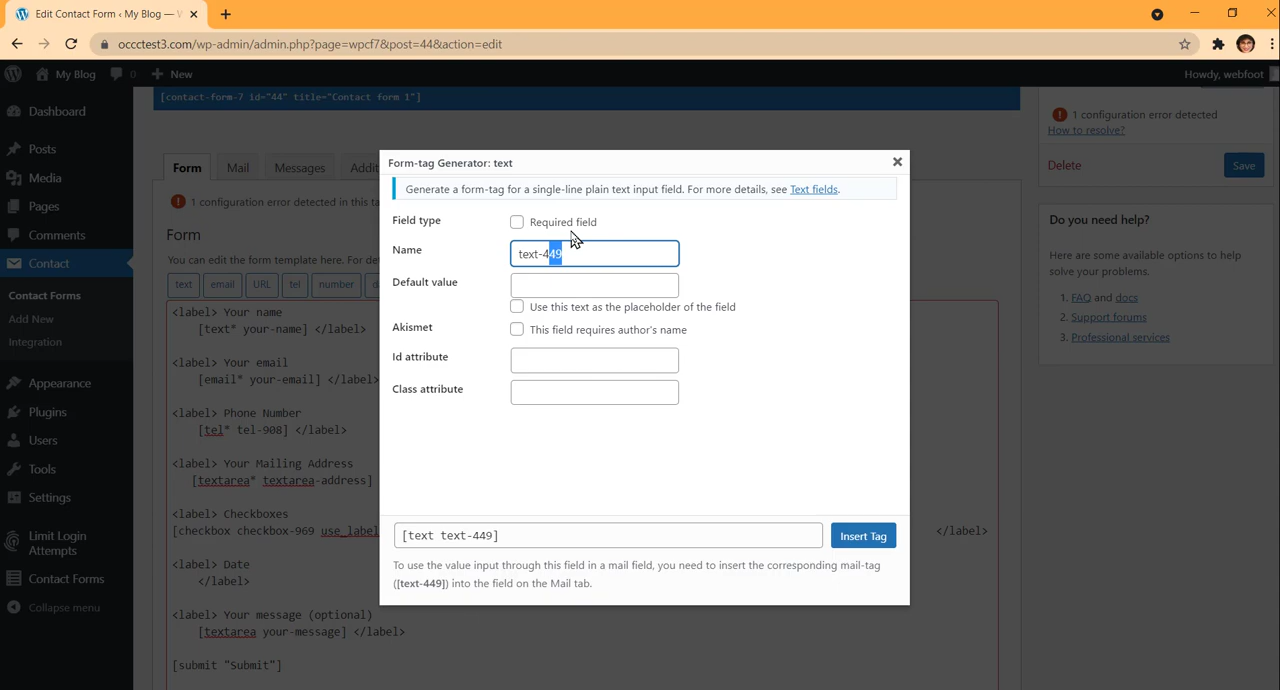 Edit Contact Form ‹ My Blog —
occctest3.com/wp-admin/admin.php?page=wpcf7&post=44&action=edit
My Blog 0 New Howdy, webfoot
Dashboard
Posts
Media
Pages
Comments
Contact
Contact Forms
Add New
Integration
Appearance
Plugins
Users
Tools
Settings
Limit Login
Attempts
Contact Forms
Collapse menu
[contact-form-7 id="44" title="Contact form 1"]
Form Mail Messages Addit
1 configuration error detected in this ta
Form
You can edit the form template here. For de
text email URL tel number d
<label> Your name
[text* your-name] </label>
<label> Your email
[email* your-email] </label>
<label> Phone Number
[tel* tel-908] </label>
<label> Your Mailing Address
[textarea* textarea-address]
<label> Checkboxes
[checkbox checkbox-969 use_label </label>
<label> Date
</label>
<label> Your message (optional)
[textarea your-message] </label>
[submit "Submit"]
Form-tag Generator: text
Generate a form-tag for a single-line plain text input field. For more details, see Text fields.
Field type Required field
Name text-449
Default value
Use this text as the placeholder of the field
Akismet This field requires author's name
Id attribute
Class attribute
[text text-449] Insert Tag
To use the value input through this field in a mail field, you need to insert the corresponding mail-tag
([text-449]) into the field on the Mail tab.
1 configuration error detected
How to resolve?
Delete Save
Do you need help?
Here are some available options to help
solve your problems.
1. FAQ and docs
2. Support forums
3. Professional services